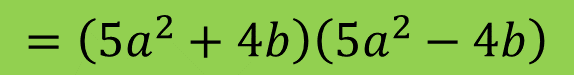 = (5a² + 4b)(5a² − 4b)